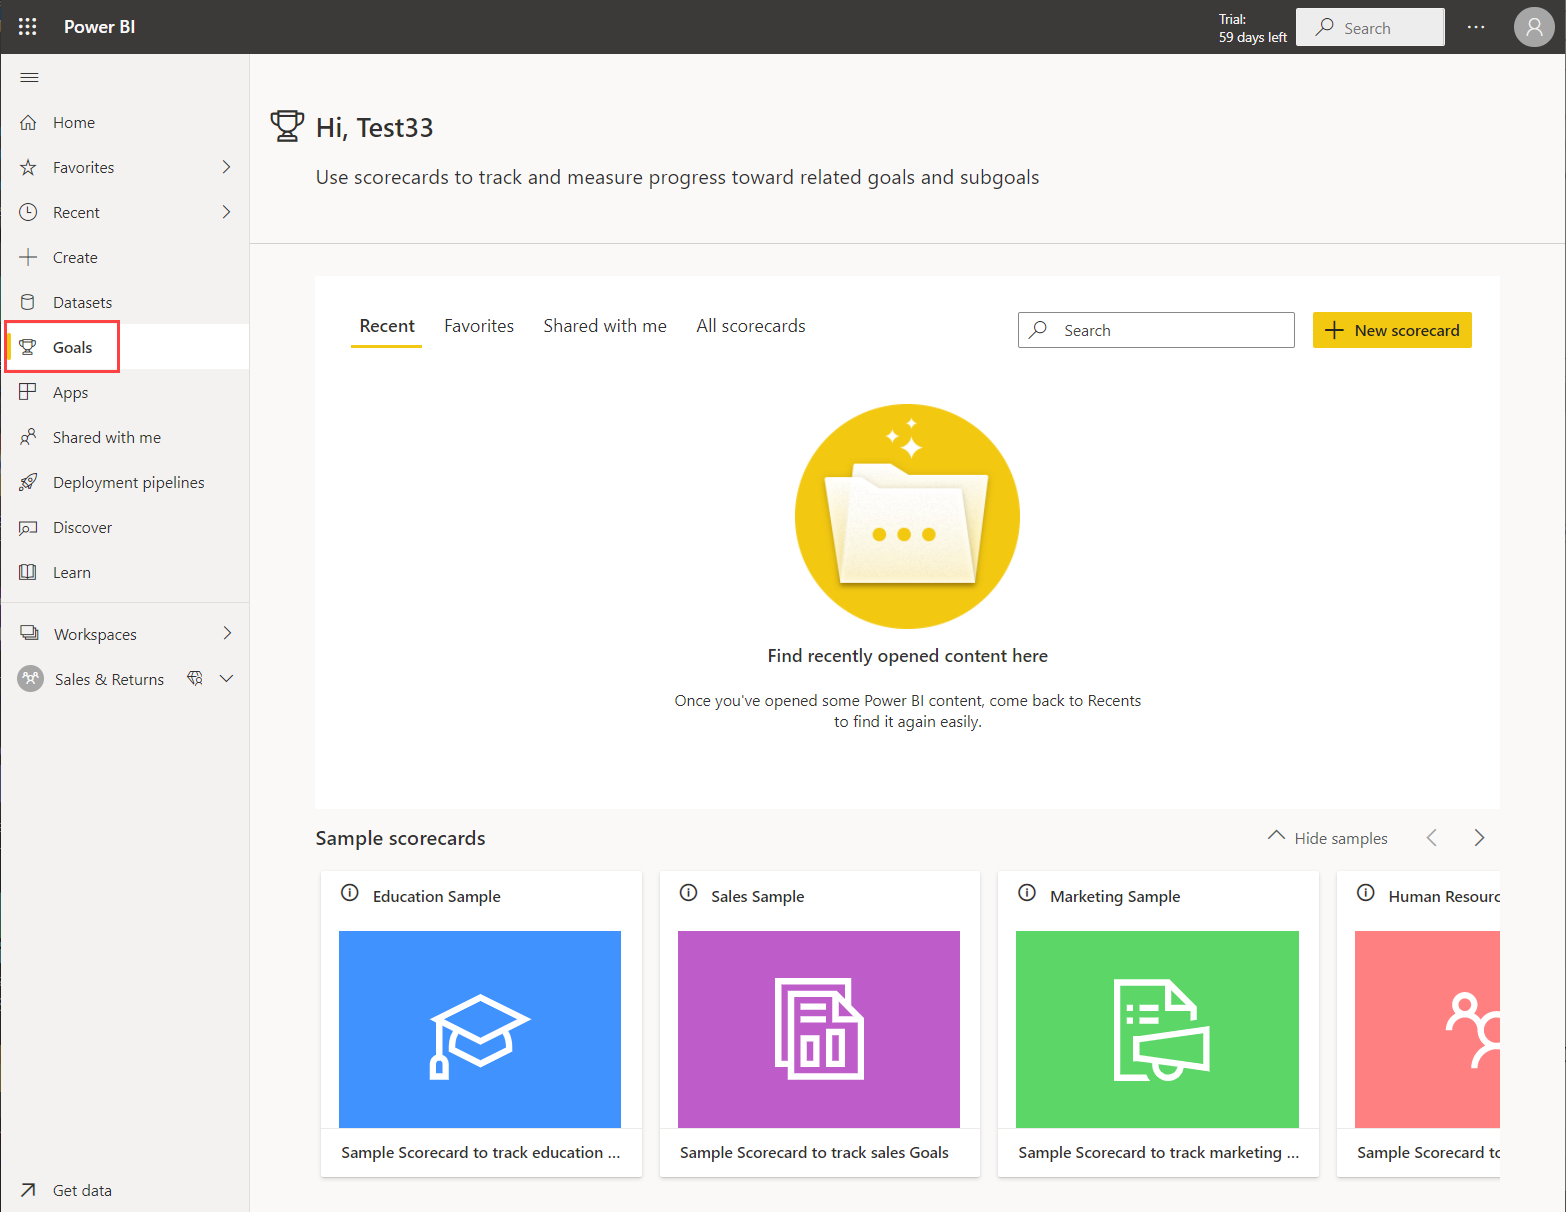 Power BI
Trial:
59 days left
Search
Home
Favorites
Recent
Create
Datasets
Goals
Apps
Shared with me
Deployment pipelines
Discover
Learn
Workspaces
Sales & Returns
Get data
Hi, Test33
Use scorecards to track and measure progress toward related goals and subgoals
Recent
Favorites
Shared with me
All scorecards
Search
New scorecard
Find recently opened content here
Once you've opened some Power BI content, come back to Recents
to find it again easily.
Sample scorecards
Hide samples
Education Sample
Sample Scorecard to track education ...
Sales Sample
Sample Scorecard to track sales Goals
Marketing Sample
Sample Scorecard to track marketing ...
Human Resourc
Sample Scorecard to